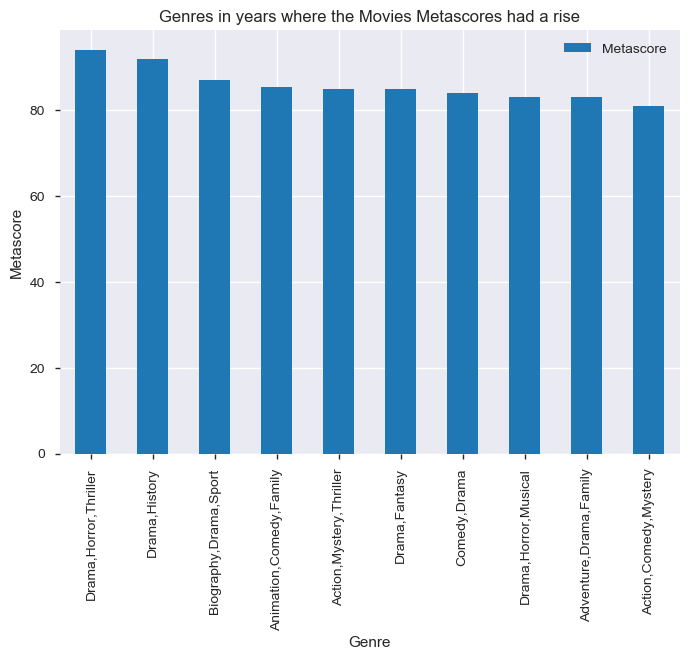 Genres in years where the Movies Metascores had a rise
Metascore
Metascore
80
60
40
20
0
Drama,Horror,Thriller
Drama,History
Biography,Drama,Sport
Animation,Comedy,Family
Action,Mystery,Thriller
Drama,Fantasy
Comedy,Drama
Drama,Horror,Musical
Adventure,Drama,Family
Action,Comedy,Mystery
Genre